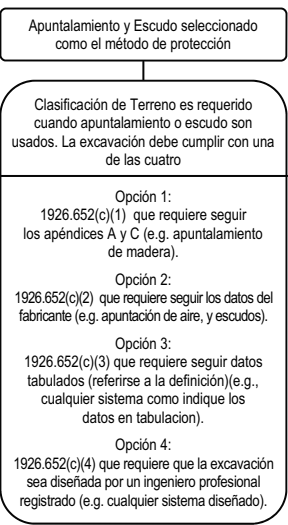 Apuntalamiento y Escudo seleccionado
como el método de protección
Clasificación de Terreno es requerido
cuando apuntalamiento o escudo son
usados. La excavación debe cumplir con una
de las cuatro
Opción 1:
1926.652(c)(1) que requiere seguir
los apéndices A y C (e.g. apuntalamiento
de madera).
Opción 2:
1926.652(c)(2) que requiere seguir los datos del
fabricante (e.g. apuntación de aire, y escudos).
Opción 3:
1926.652(c)(3) que requiere seguir datos
tabulados (referirse a la definición)(e.g.,
cualquier sistema como indique los
datos en tabulacion).
Opción 4:
1926.652(c)(4) que requiere que la excavación
sea diseñada por un ingeniero profesional
registrado (e.g. cualquier sistema diseñado).